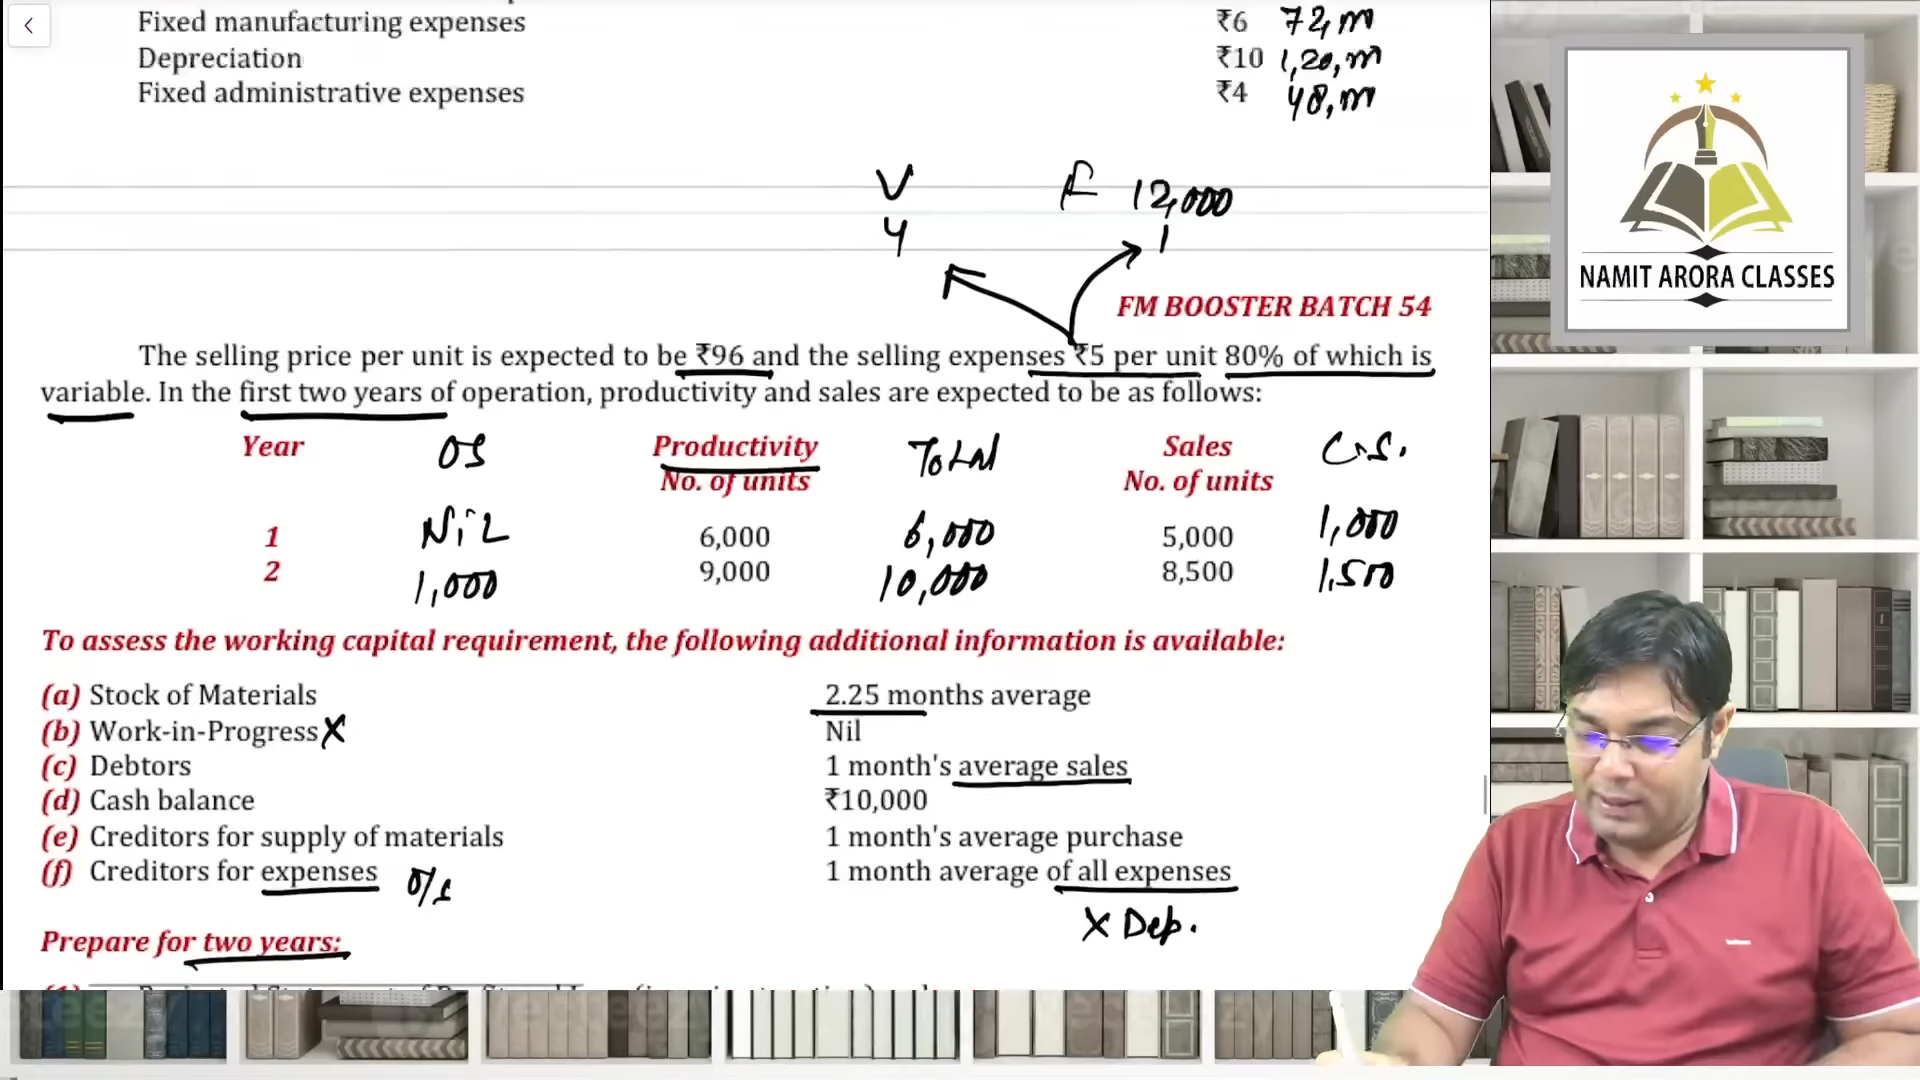 Fixed manufacturing expenses ₹6 72,m
Depreciation ₹10 1,20,m
Fixed administrative expenses ₹4 48,m
V F 12,000
4 1
NAMIT ARORA CLASSES
FM BOOSTER BATCH 54
The selling price per unit is expected to be ₹96 and the selling expenses ₹5 per unit 80% of which is
variable. In the first two years of operation, productivity and sales are expected to be as follows:
Year OS Productivity Total Sales C.S.
No. of units No. of units
1 NiL 6,000 6,000 5,000 1,000
2 1,000 9,000 10,000 8,500 1,500
To assess the working capital requirement, the following additional information is available:
(a) Stock of Materials 2.25 months average
(b) Work-in-Progress X Nil
(c) Debtors 1 month's average sales
(d) Cash balance ₹10,000
(e) Creditors for supply of materials 1 month's average purchase
(f) Creditors for expenses O/s 1 month average of all expenses
X Dep.
Prepare for two years: